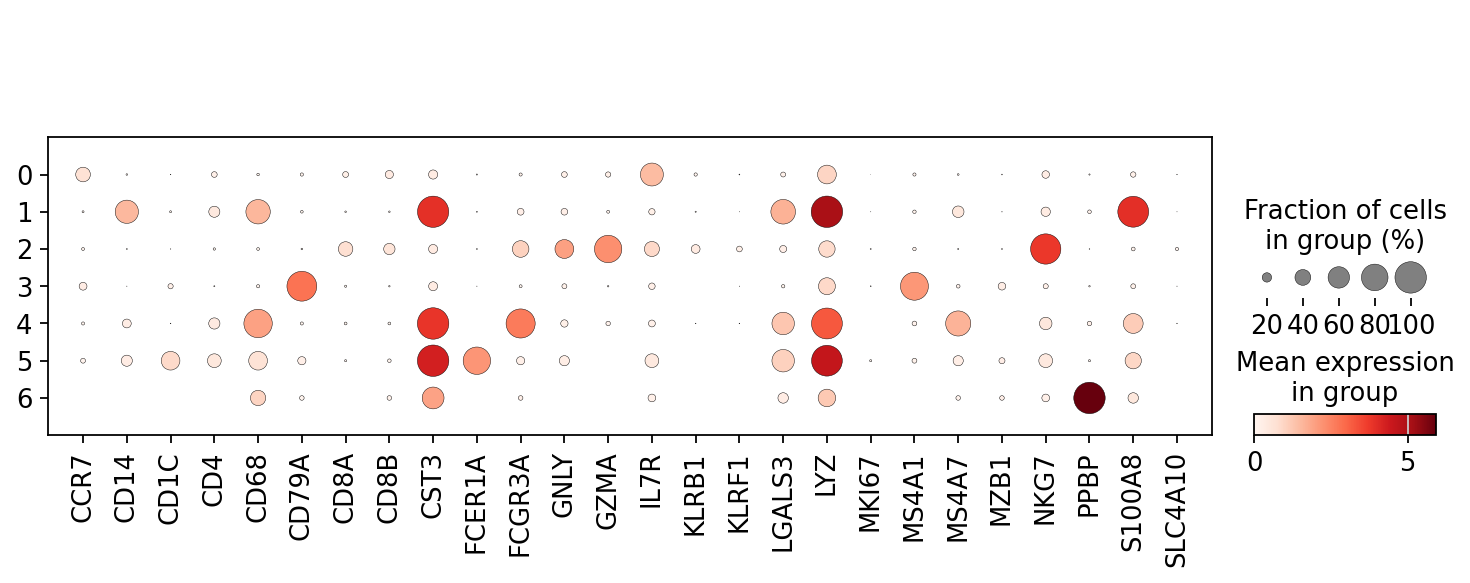 0
1
2
3
4
5
6
CCR7
CD14
CD1C
CD4
CD68
CD79A
CD8A
CD8B
CST3
FCER1A
FCGR3A
GNLY
GZMA
IL7R
KLRB1
KLRF1
LGALS3
LYZ
MKI67
MS4A1
MS4A7
MZB1
NKG7
PPBP
S100A8
SLC4A10
Fraction of cells
in group (%)
20 40 60 80 100
Mean expression
in group
0 5